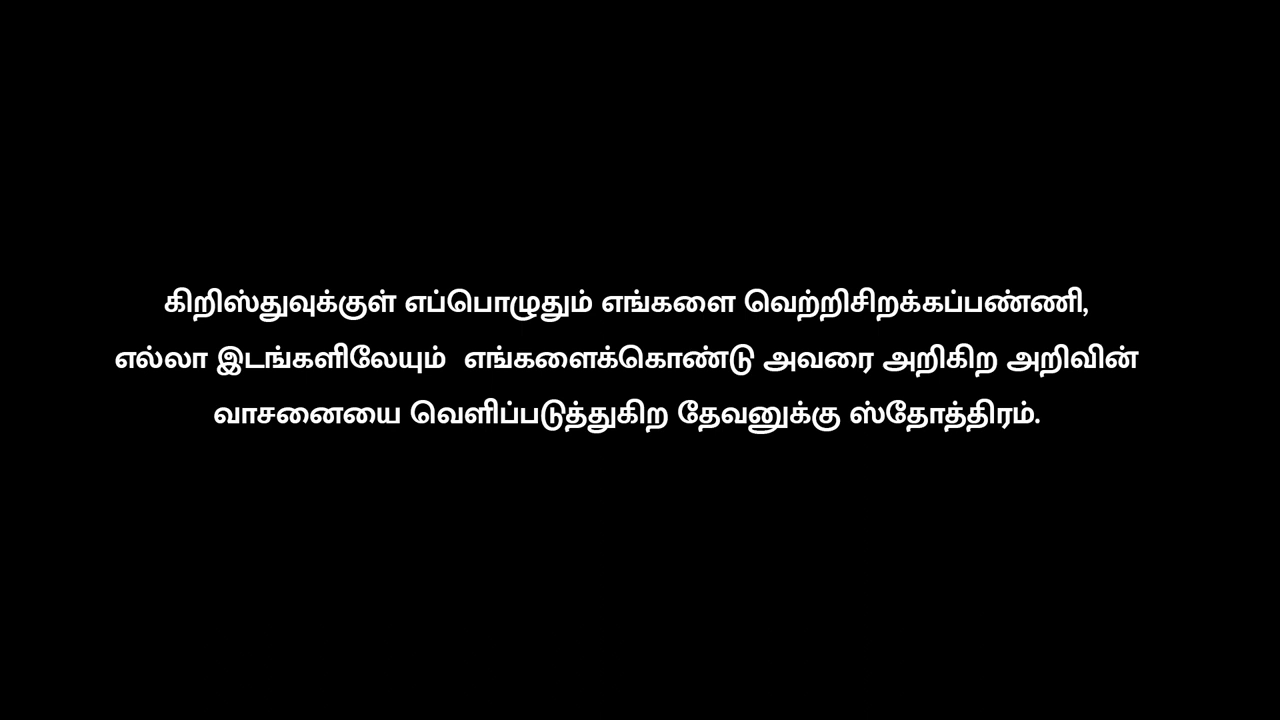 கிறிஸ்துவுக்குள் எப்பொழுதும் எங்களை வெற்றிசிறக்கப்பண்ணி,
எல்லா இடங்களிலேயும் எங்களைக்கொண்டு அவரை அறிகிற அறிவின்
வாசனையை வெளிப்படுத்துகிற தேவனுக்கு ஸ்தோத்திரம்.